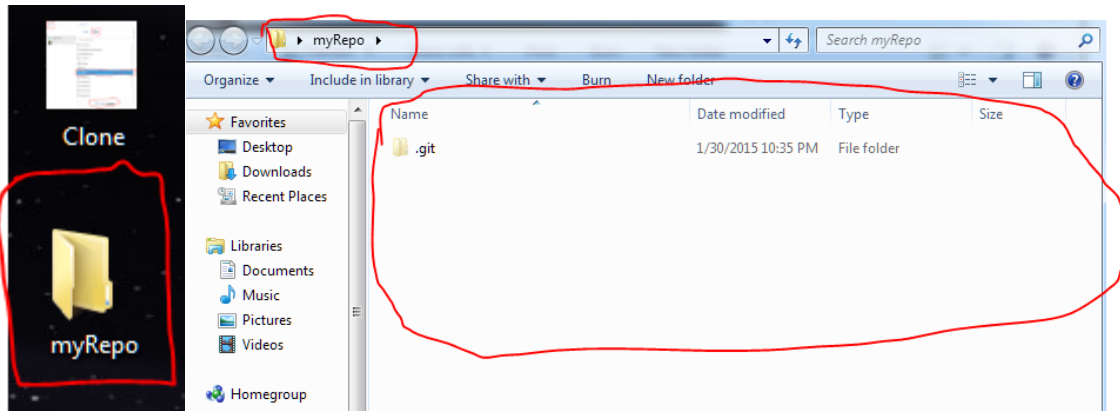 Clone
myRepo
myRepo
Search myRepo
Organize
Include in library
Share with
Burn
New folder
Favorites
Desktop
Downloads
Recent Places
Libraries
Documents
Music
Pictures
Videos
Homegroup
Name
Date modified
Type
Size
.git
1/30/2015 10:35 PM
File folder